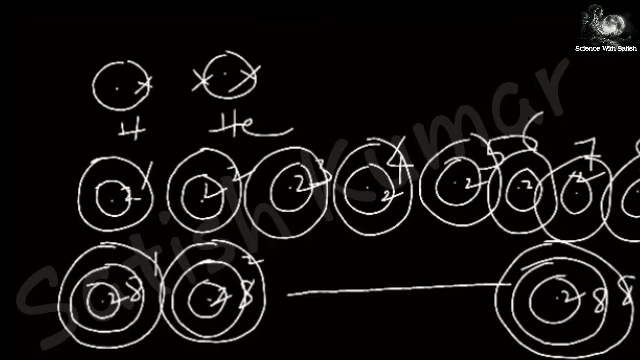 Science With Satish
Satish Kumar
H He
2 1 2 2 2 3 2 4 2 5 2 6 2 7
2 8 1 2 8 2 2 8 8